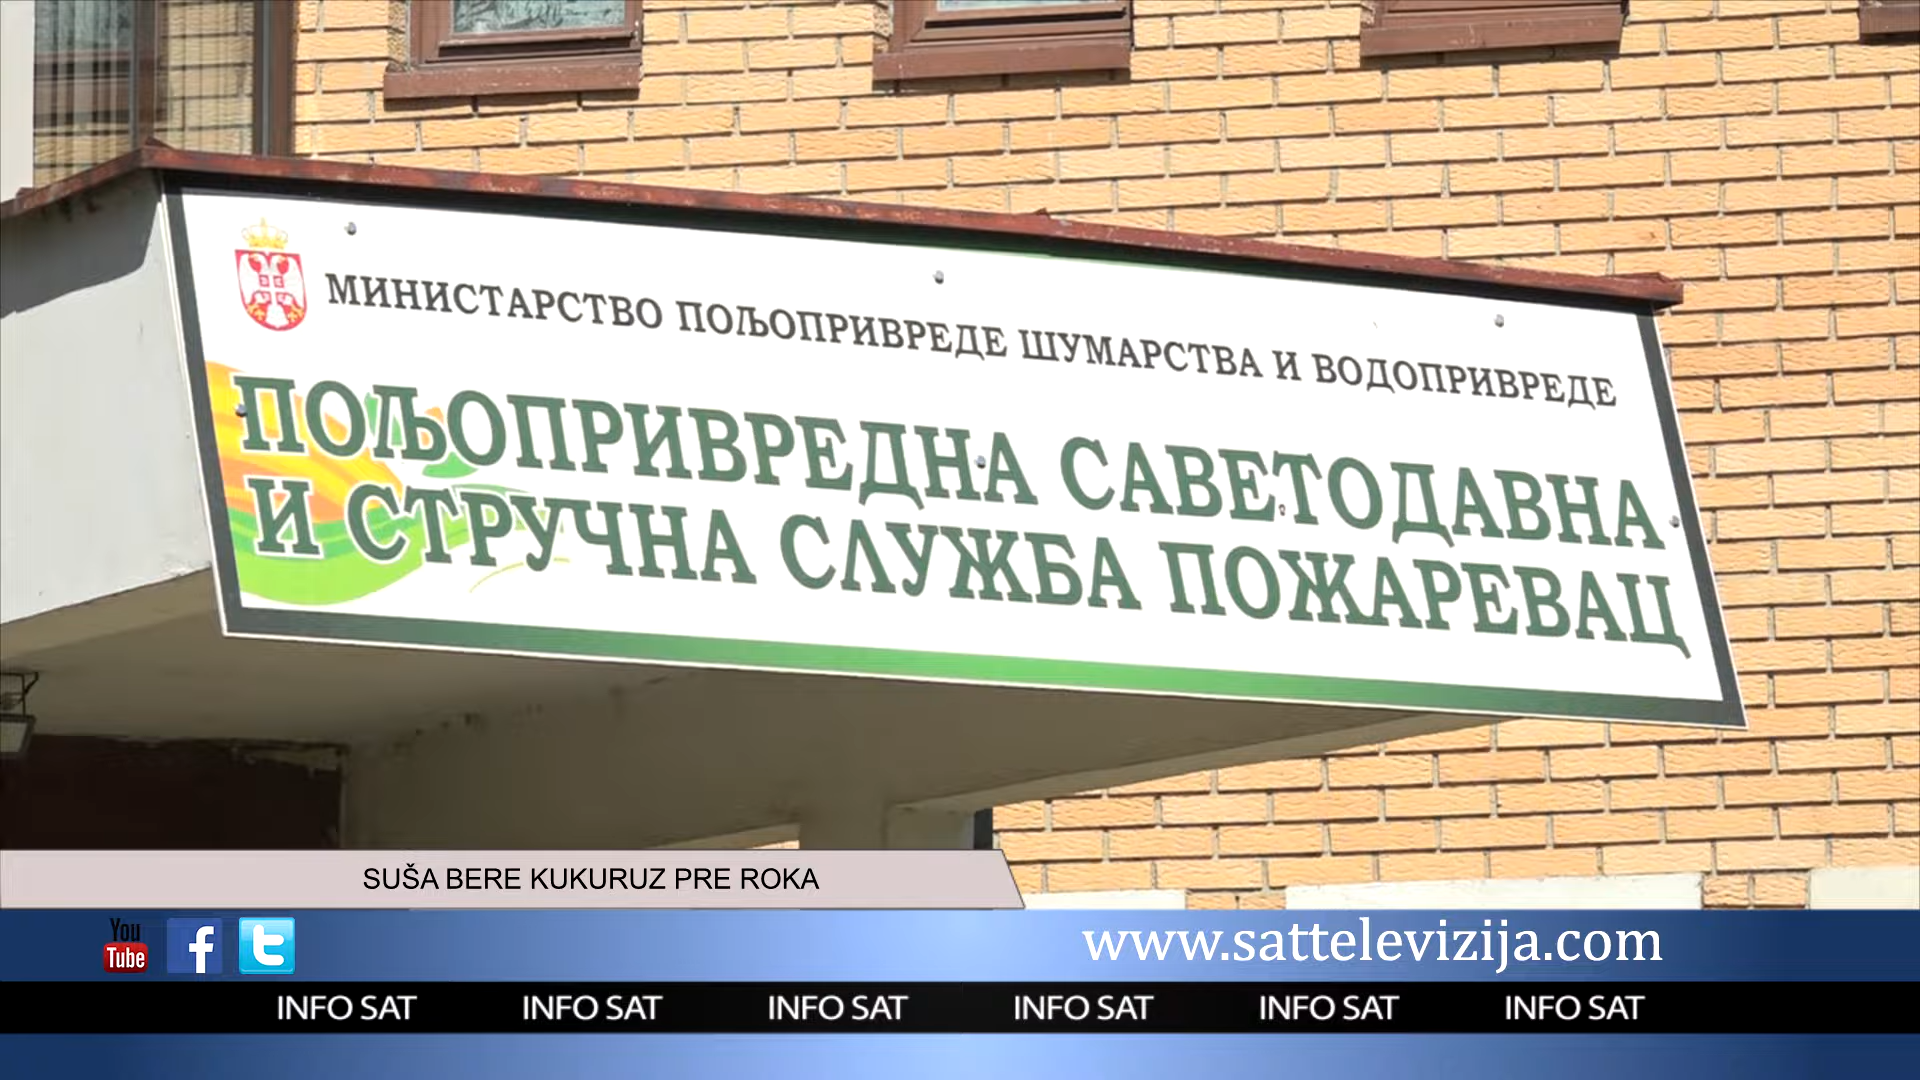 МИНИСТАРСТВО ПОЉОПРИВРЕДЕ ШУМАРСТВА И ВОДОПРИВРЕДЕ
ПОЉОПРИВРЕДНА САВЕТОДАВНА
И СТРУЧНА СЛУЖБА ПОЖАРЕВАЦ
SUŠA BERE KUKURUZ PRE ROKA
You
Tube
www.sattelevizija.com
INFO SAT INFO SAT INFO SAT INFO SAT INFO SAT INFO SAT